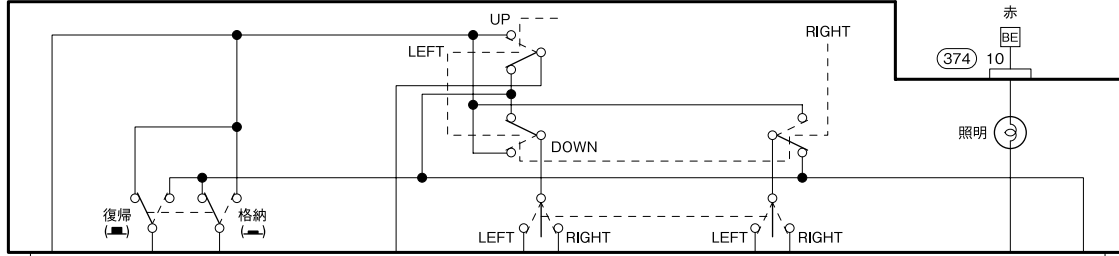 赤
UP
BE
LEFT
RIGHT
374 10
照明
DOWN
復帰
格納
LEFT
RIGHT
LEFT
RIGHT